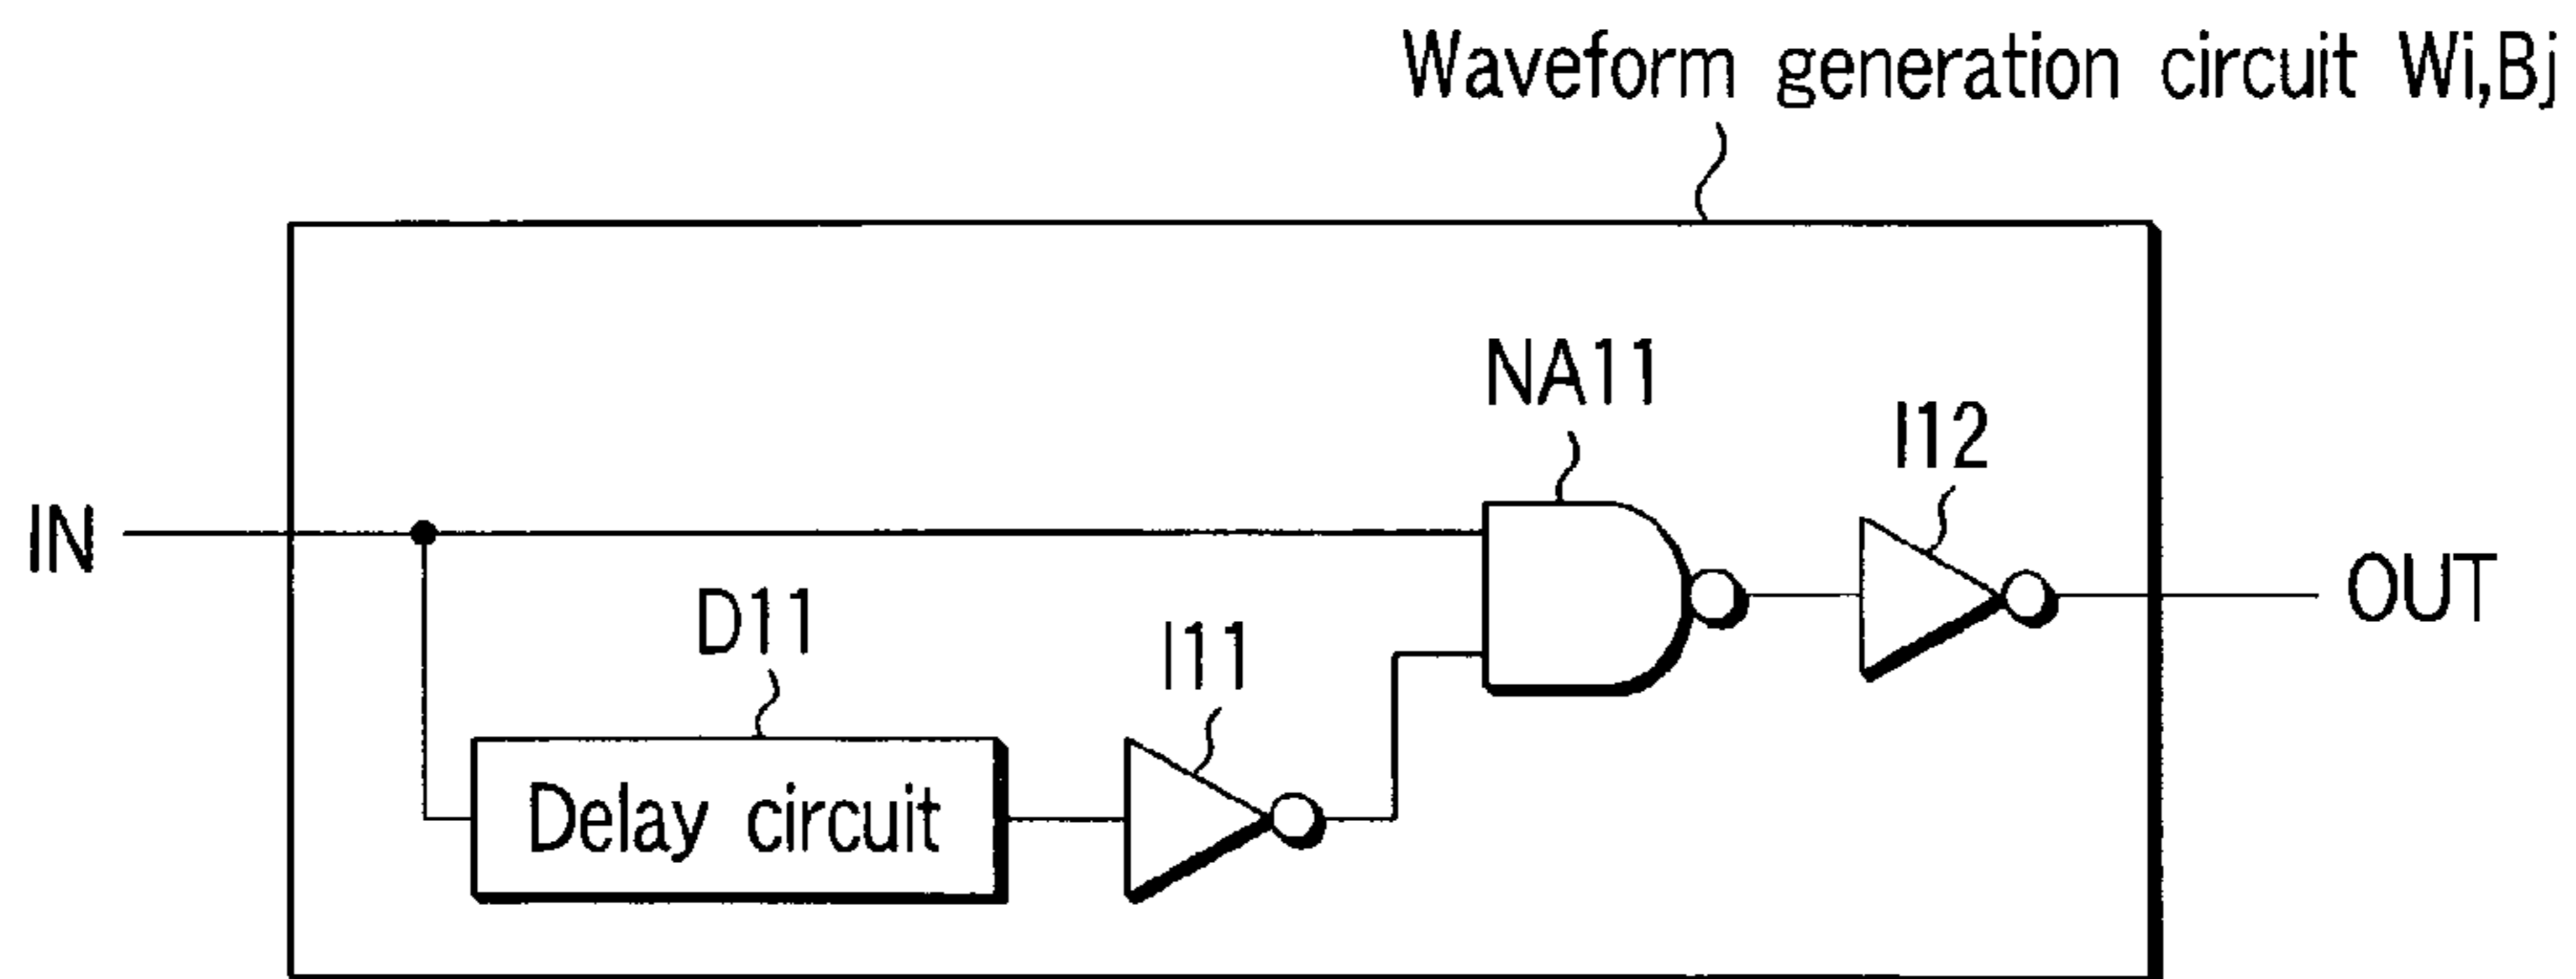 Waveform generation circuit Wi,Bj
NA11
I12
IN
OUT
D11
I11
Delay circuit